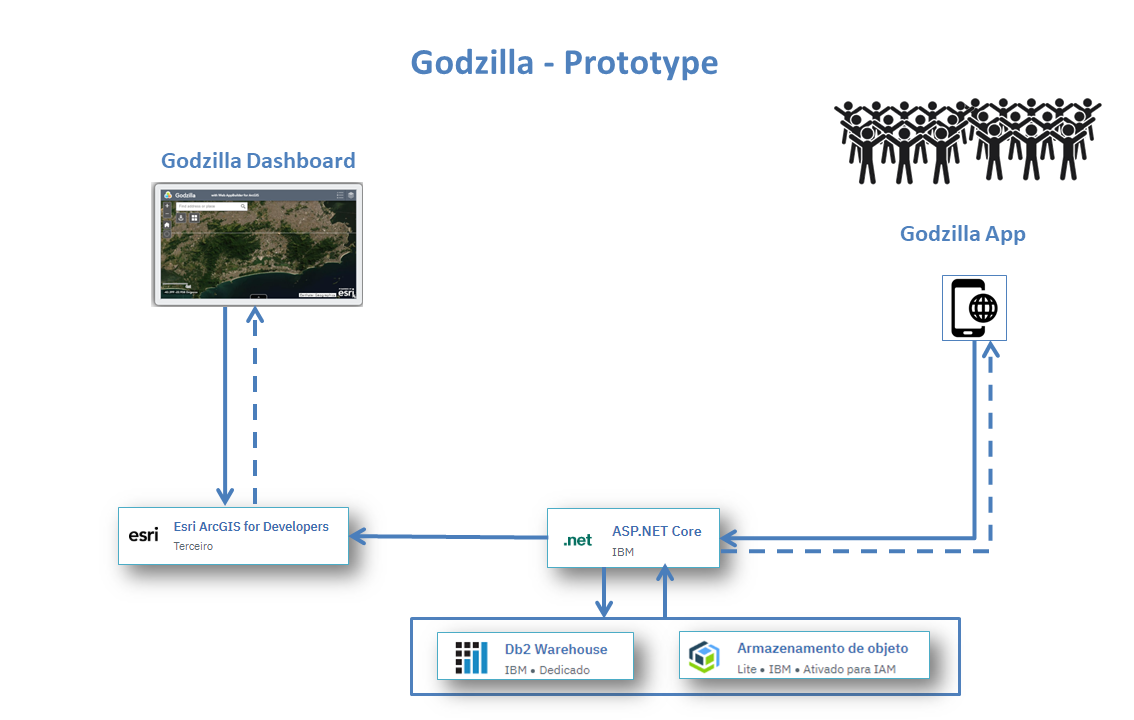 Godzilla - Prototype
Godzilla Dashboard
Godzilla
with Web AppBuilder for ArcGIS
Find address or place
esri
Godzilla App
esri
Esri ArcGIS for Developers
Terceiro
.net
ASP.NET Core
IBM
Db2 Warehouse
IBM • Dedicado
Armazenamento de objeto
Lite • IBM • Ativado para IAM